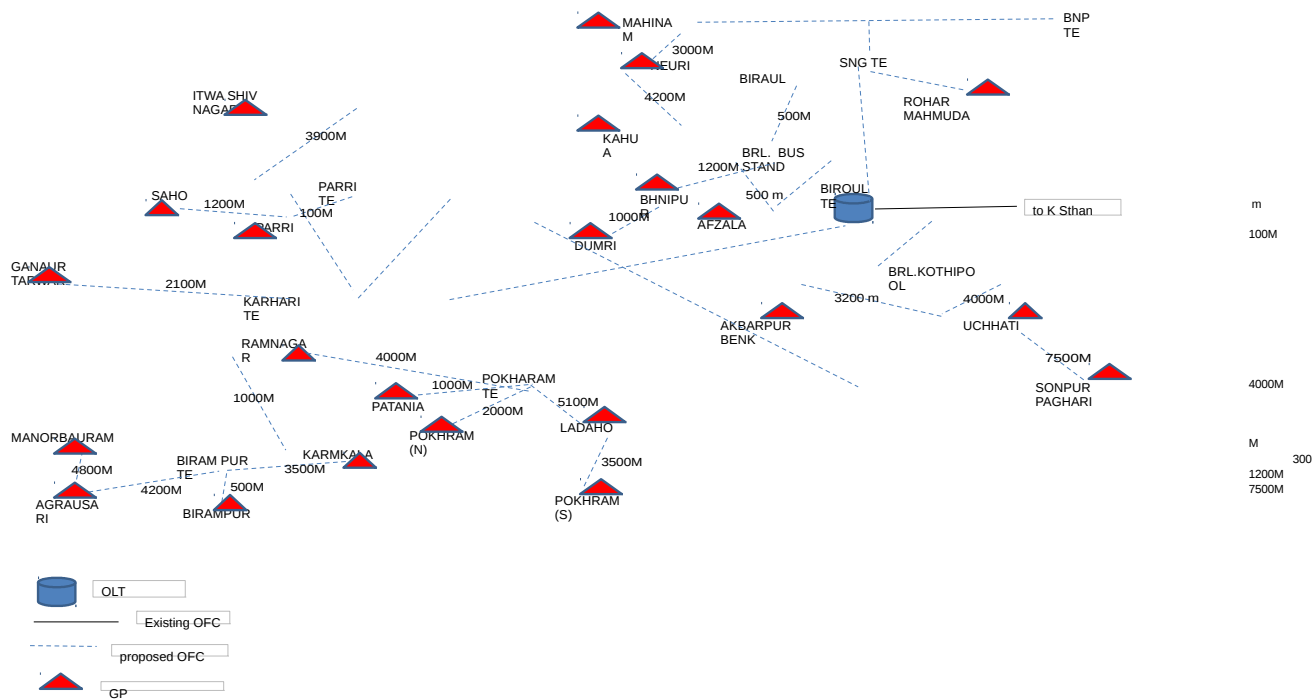 MAHINA
M
BNP
TE
3000M
HEURI
SNG TE
BIRAUL
ITWA SHIV
NAGAR
4200M
ROHAR
MAHMUDA
500M
3900M
KAHU
A
BRL. BUS
STAND
1200M
PARRI
TE
BIROUL
TE
SAHO
1200M
100M
500 m
BHNIPU
R
to K Sthan
m
1000M
AFZALA
PARRI
100M
DUMRI
GANAUR
TARWAR
BRL.KOTHIPO
OL
2100M
KARHARI
TE
3200 m
4000M
AKBARPUR
BENK
UCHHATI
RAMNAGA
R
4000M
7500M
POKHARAM
TE
1000M
4000M
SONPUR
PAGHARI
1000M
PATANIA
5100M
2000M
LADAHO
MANORBAURAM
POKHRAM
(N)
M
KARMKALA
BIRAM PUR
TE
300
4800M
3500M
3500M
1200M
4200M
500M
7500M
AGRAUSA
RI
BIRAMPUR
POKHRAM
(S)
OLT
Existing OFC
proposed OFC
GP